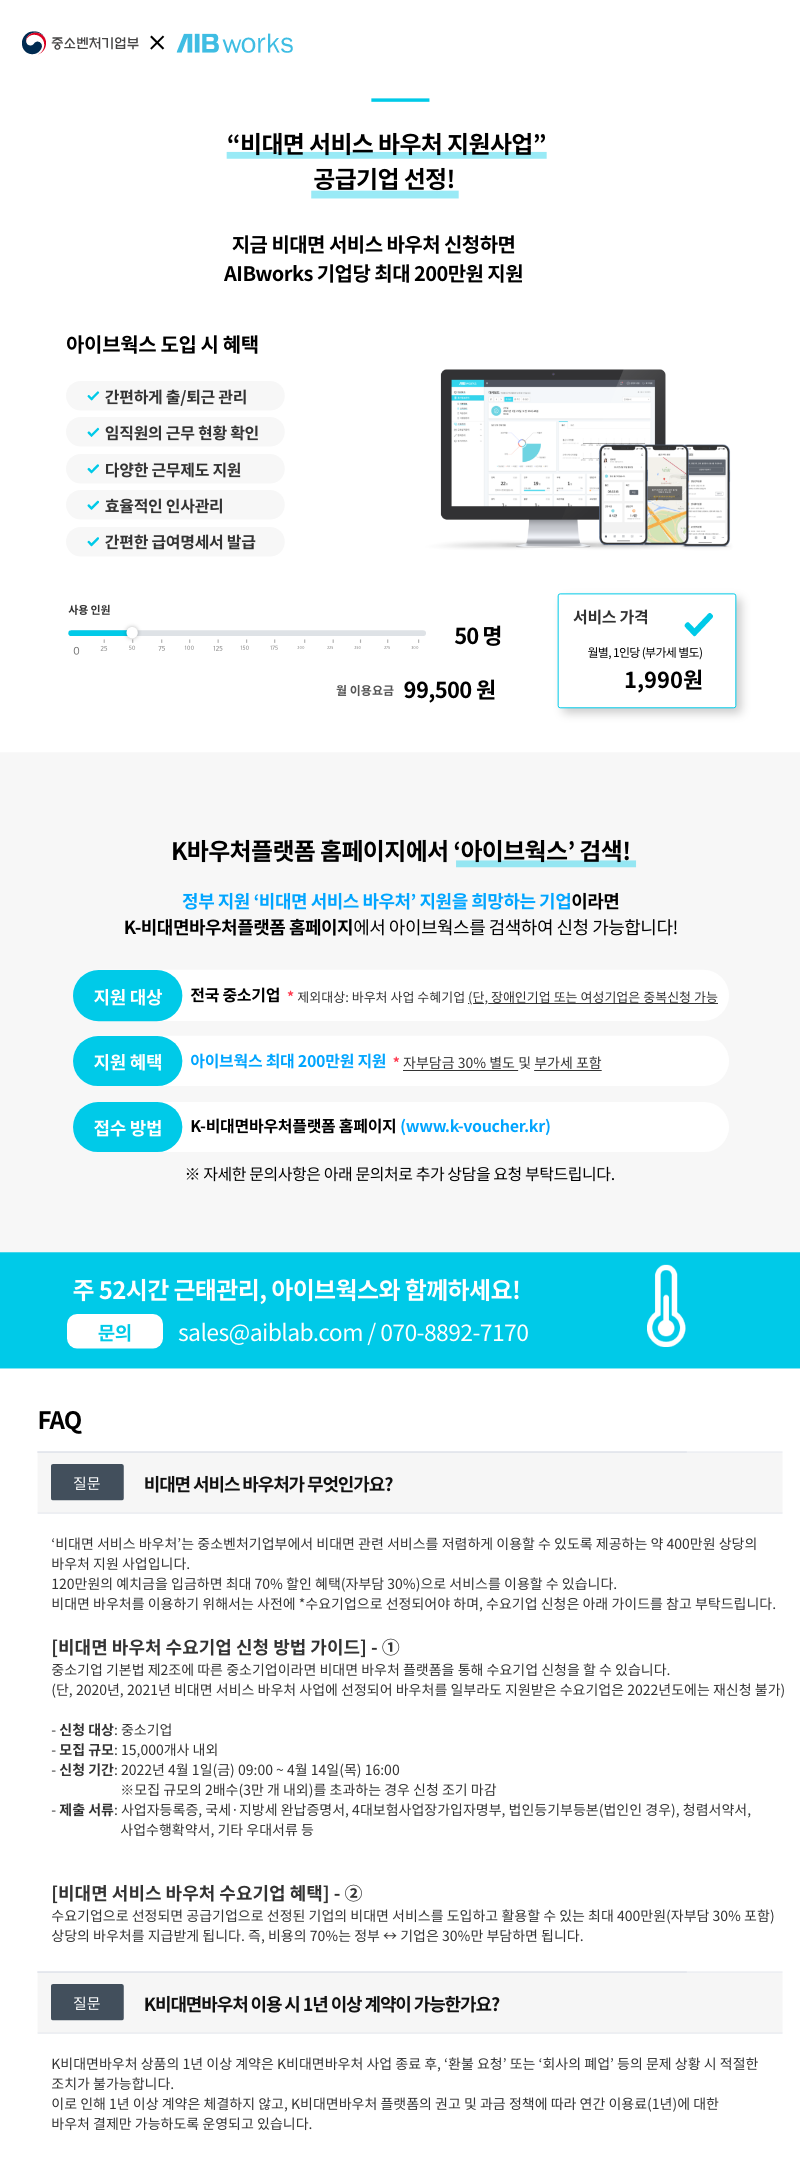 중소벤처기업부 × AIBworks
“비대면 서비스 바우처 지원사업”
공급기업 선정!
지금 비대면 서비스 바우처 신청하면
AIBworks 기업당 최대 200만원 지원
아이브웍스 도입 시 혜택
간편하게 출/퇴근 관리
임직원의 근무 현황 확인
다양한 근무제도 지원
효율적인 인사관리
간편한 급여명세서 발급
사용 인원
0 25 50 75 100 125 150 175
50 명
월 이용요금 99,500 원
서비스 가격
월별, 1인당 (부가세 별도)
1,990원
K바우처플랫폼 홈페이지에서 ‘아이브웍스’ 검색!
정부 지원 ‘비대면 서비스 바우처’ 지원을 희망하는 기업이라면
K-비대면바우처플랫폼 홈페이지에서 아이브웍스를 검색하여 신청 가능합니다!
지원 대상 전국 중소기업 * 제외대상: 바우처 사업 수혜기업 (단, 장애인기업 또는 여성기업은 중복신청 가능
지원 혜택 아이브웍스 최대 200만원 지원 * 자부담금 30% 별도 및 부가세 포함
접수 방법 K-비대면바우처플랫폼 홈페이지 (www.k-voucher.kr)
※ 자세한 문의사항은 아래 문의처로 추가 상담을 요청 부탁드립니다.
주 52시간 근태관리, 아이브웍스와 함께하세요!
문의 sales@aiblab.com / 070-8892-7170
FAQ
질문 비대면 서비스 바우처가 무엇인가요?
‘비대면 서비스 바우처’는 중소벤처기업부에서 비대면 관련 서비스를 저렴하게 이용할 수 있도록 제공하는 약 400만원 상당의
바우처 지원 사업입니다.
120만원의 예치금을 입금하면 최대 70% 할인 혜택(자부담 30%)으로 서비스를 이용할 수 있습니다.
비대면 바우처를 이용하기 위해서는 사전에 *수요기업으로 선정되어야 하며, 수요기업 신청은 아래 가이드를 참고 부탁드립니다.
[비대면 바우처 수요기업 신청 방법 가이드] - ①
중소기업 기본법 제2조에 따른 중소기업이라면 비대면 바우처 플랫폼을 통해 수요기업 신청을 할 수 있습니다.
(단, 2020년, 2021년 비대면 서비스 바우처 사업에 선정되어 바우처를 일부라도 지원받은 수요기업은 2022년도에는 재신청 불가)
- 신청 대상: 중소기업
- 모집 규모: 15,000개사 내외
- 신청 기간: 2022년 4월 1일(금) 09:00 ~ 4월 14일(목) 16:00
※모집 규모의 2배수(3만 개 내외)를 초과하는 경우 신청 조기 마감
- 제출 서류: 사업자등록증, 국세·지방세 완납증명서, 4대보험사업장가입자명부, 법인등기부등본(법인인 경우), 청렴서약서,
사업수행확약서, 기타 우대서류 등
[비대면 서비스 바우처 수요기업 혜택] - ②
수요기업으로 선정되면 공급기업으로 선정된 기업의 비대면 서비스를 도입하고 활용할 수 있는 최대 400만원(자부담 30% 포함)
상당의 바우처를 지급받게 됩니다. 즉, 비용의 70%는 정부 ↔ 기업은 30%만 부담하면 됩니다.
질문 K비대면바우처 이용 시 1년 이상 계약이 가능한가요?
K비대면바우처 상품의 1년 이상 계약은 K비대면바우처 사업 종료 후, ‘환불 요청’ 또는 ‘회사의 폐업’ 등의 문제 상황 시 적절한
조치가 불가능합니다.
이로 인해 1년 이상 계약은 체결하지 않고, K비대면바우처 플랫폼의 권고 및 과금 정책에 따라 연간 이용료(1년)에 대한
바우처 결제만 가능하도록 운영되고 있습니다.